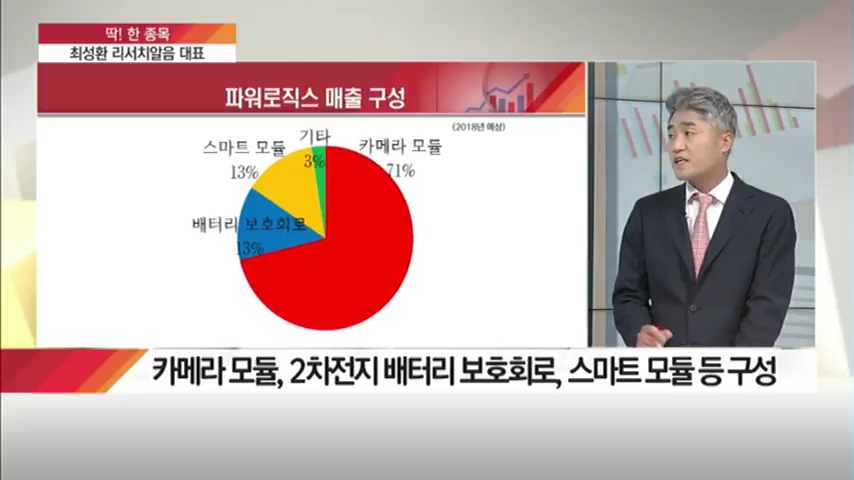 딱! 한 종목
최성환 리서치알음 대표
파워로직스 매출 구성
(2018년 예상)
기타
3%
카메라 모듈
71%
스마트 모듈
13%
배터리 보호회로
13%
카메라 모듈, 2차전지 배터리 보호회로, 스마트 모듈 등 구성